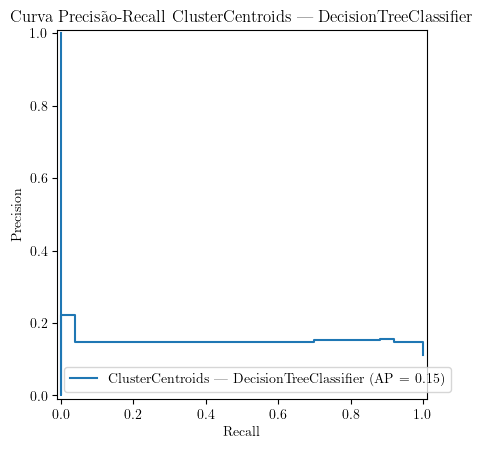 Curva Precisão-Recall ClusterCentroids — DecisionTreeClassifier
1.0
0.8
0.6
0.4
0.2
0.0
Precision
ClusterCentroids — DecisionTreeClassifier (AP = 0.15)
0.0 0.2 0.4 0.6 0.8 1.0
Recall